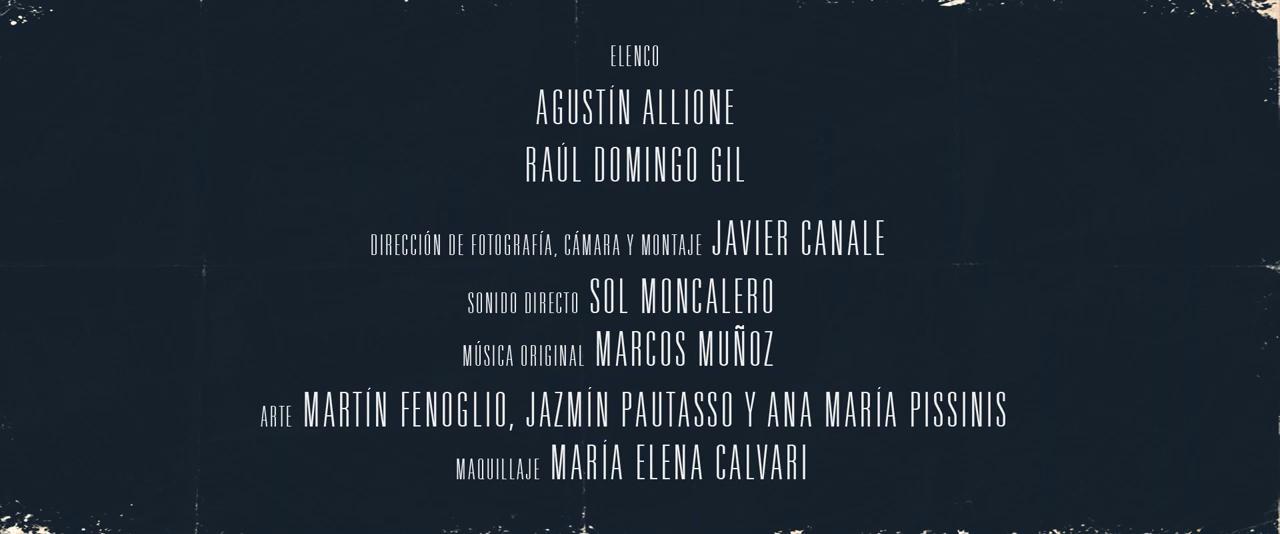 ELENCO
AGUSTÍN ALLIONE
RAÚL DOMINGO GIL
DIRECCIÓN DE FOTOGRAFÍA, CÁMARA Y MONTAJE JAVIER CANALE
SONIDO DIRECTO SOL MONCALERO
MÚSICA ORIGINAL MARCOS MUÑOZ
ARTE MARTÍN FENOGLIO, JAZMÍN PAUTASSO Y ANA MARÍA PISSINIS
MAQUILLAJE MARÍA ELENA CALVARI